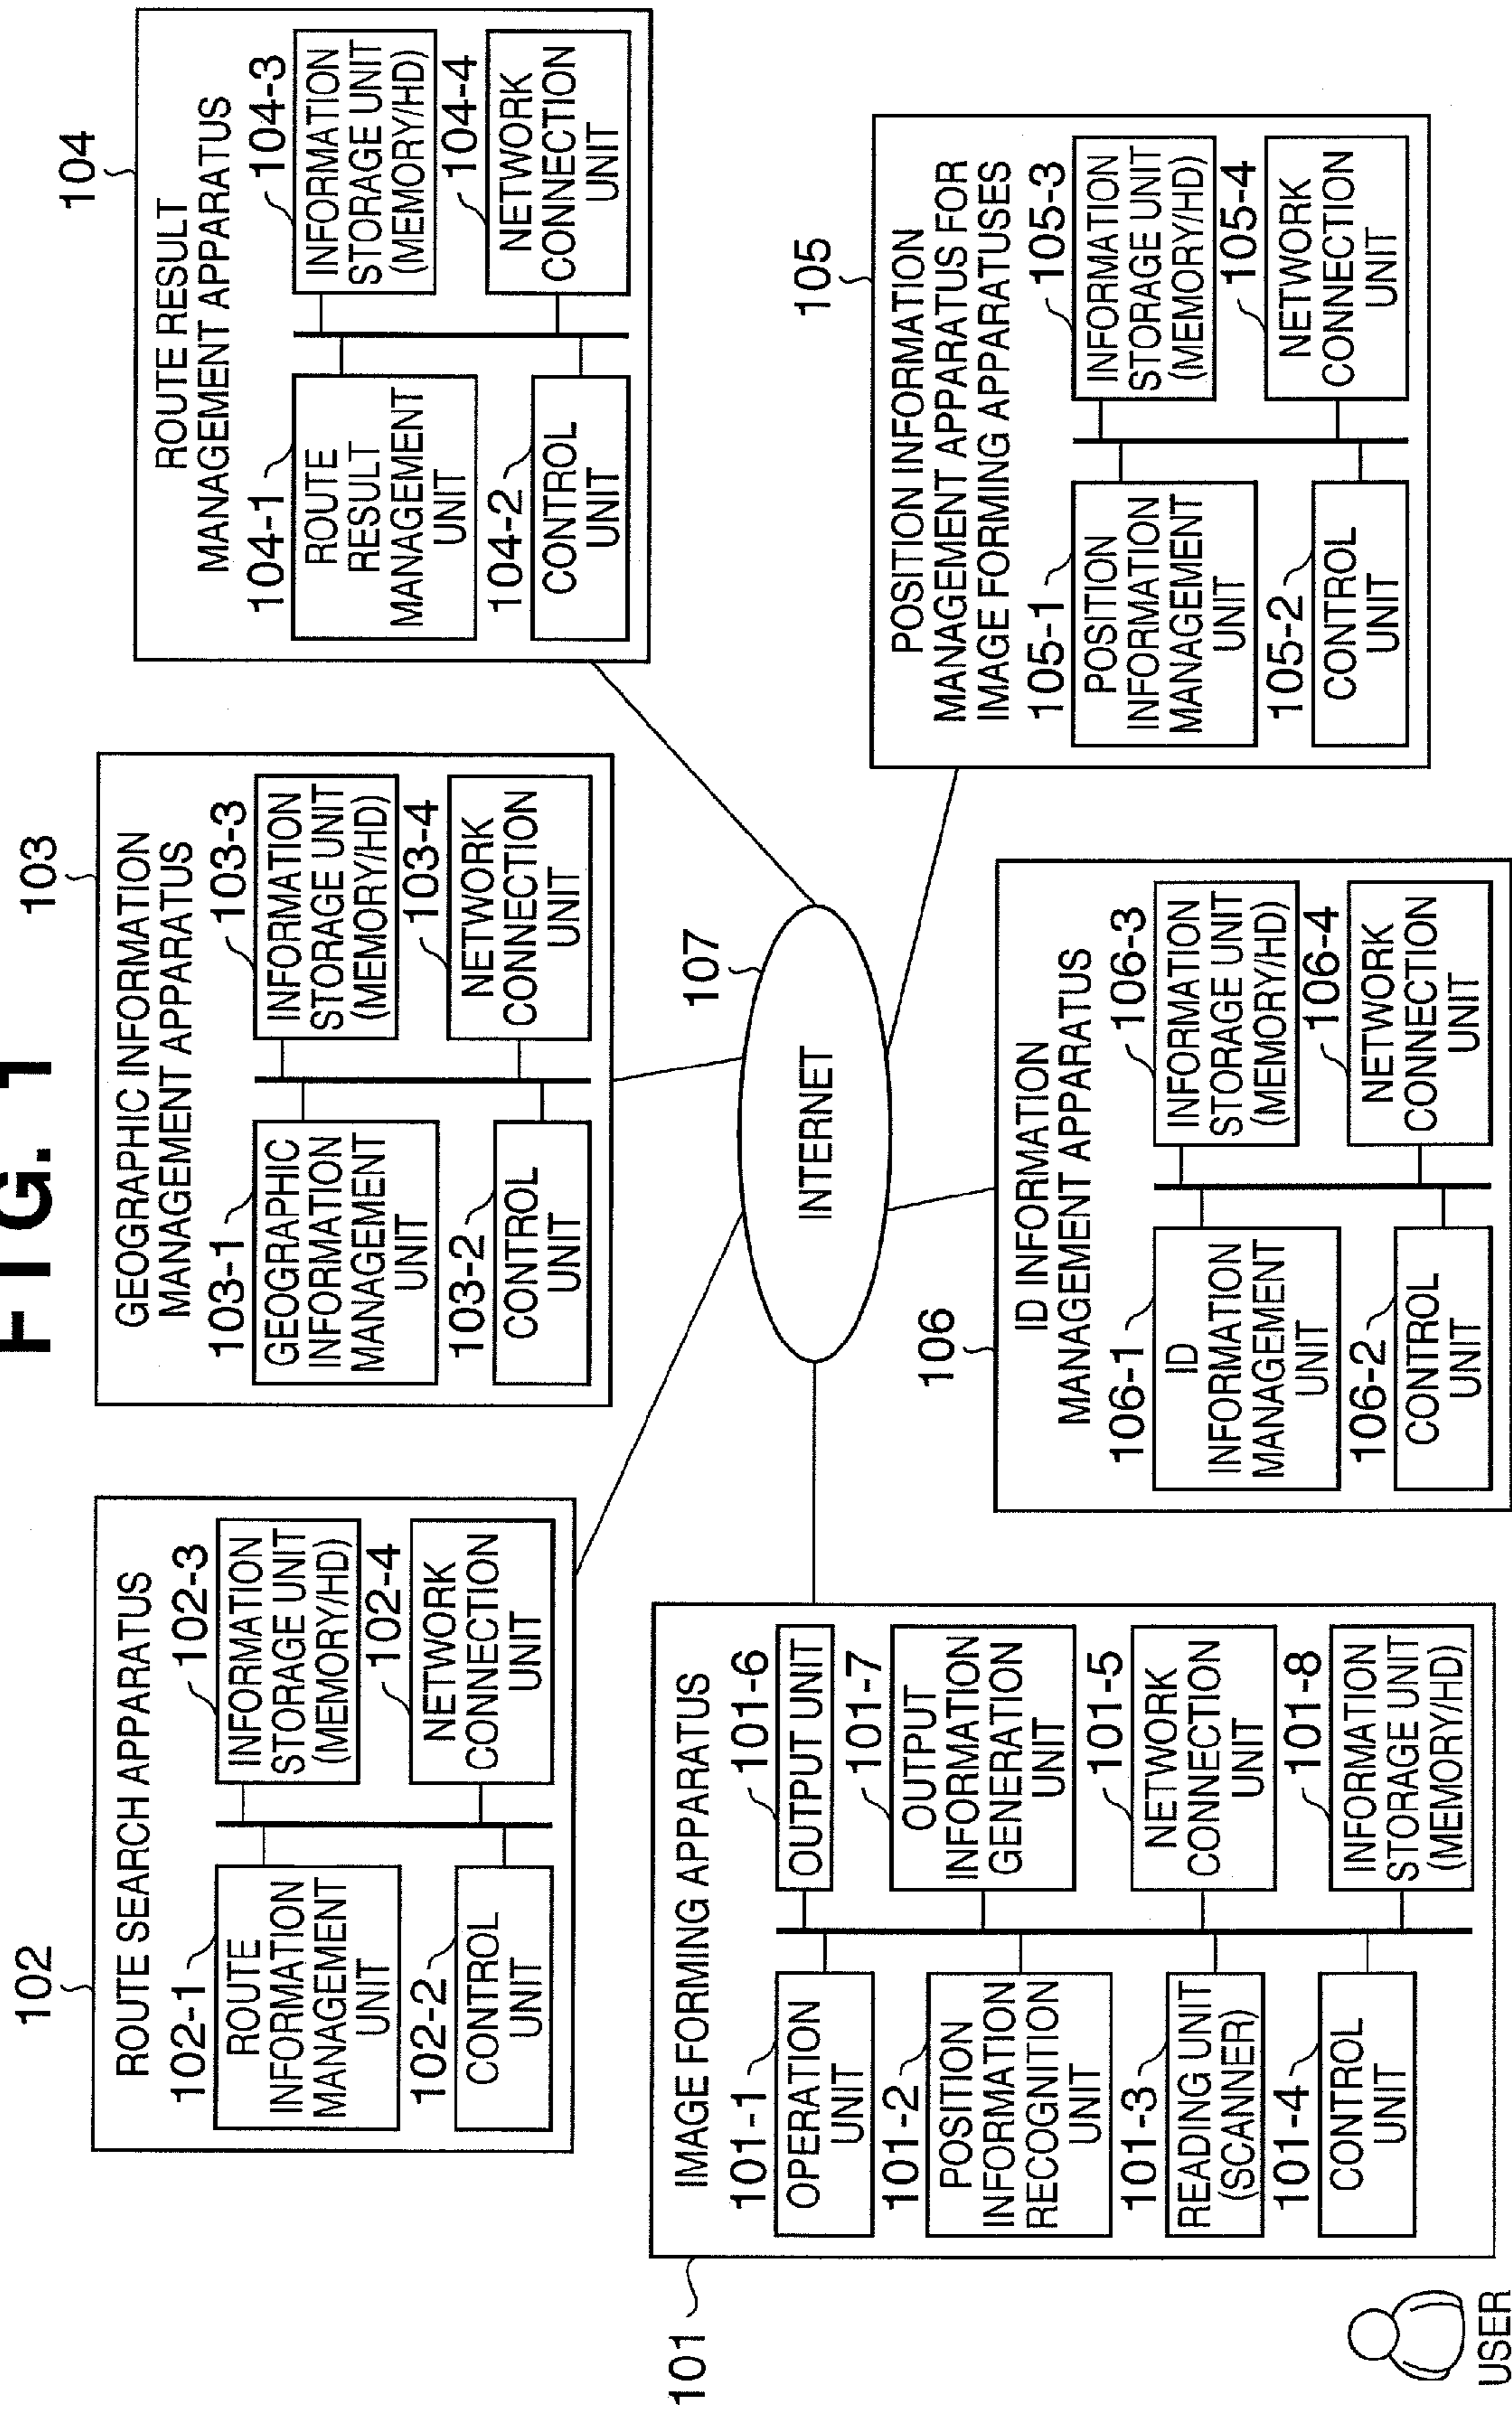 FIG. 1
102
ROUTE SEARCH APPARATUS
102-1
ROUTE
INFORMATION
MANAGEMENT
UNIT
102-2
CONTROL
UNIT
102-3
INFORMATION
STORAGE UNIT
(MEMORY/HD)
102-4
NETWORK
CONNECTION
UNIT
103
GEOGRAPHIC INFORMATION
MANAGEMENT APPARATUS
103-1
GEOGRAPHIC
INFORMATION
MANAGEMENT
UNIT
103-2
CONTROL
UNIT
103-3
INFORMATION
STORAGE UNIT
(MEMORY/HD)
103-4
NETWORK
CONNECTION
UNIT
104
ROUTE RESULT
MANAGEMENT APPARATUS
104-1
ROUTE
RESULT
MANAGEMENT
UNIT
104-2
CONTROL
UNIT
104-3
INFORMATION
STORAGE UNIT
(MEMORY/HD)
104-4
NETWORK
CONNECTION
UNIT
107
INTERNET
101
IMAGE FORMING APPARATUS
101-1
OPERATION
UNIT
101-2
POSITION
INFORMATION
RECOGNITION
UNIT
101-3
READING UNIT
(SCANNER)
101-4
CONTROL
UNIT
101-6
OUTPUT UNIT
101-7
OUTPUT
INFORMATION
GENERATION
UNIT
101-5
NETWORK
CONNECTION
UNIT
101-8
INFORMATION
STORAGE UNIT
(MEMORY/HD)
USER
106
ID INFORMATION
MANAGEMENT APPARATUS
106-1
ID
INFORMATION
MANAGEMENT
UNIT
106-2
CONTROL
UNIT
106-3
INFORMATION
STORAGE UNIT
(MEMORY/HD)
106-4
NETWORK
CONNECTION
UNIT
105
POSITION INFORMATION
MANAGEMENT APPARATUS FOR
IMAGE FORMING APPARATUSES
105-1
POSITION
INFORMATION
MANAGEMENT
UNIT
105-2
CONTROL
UNIT
105-3
INFORMATION
STORAGE UNIT
(MEMORY/HD)
105-4
NETWORK
CONNECTION
UNIT